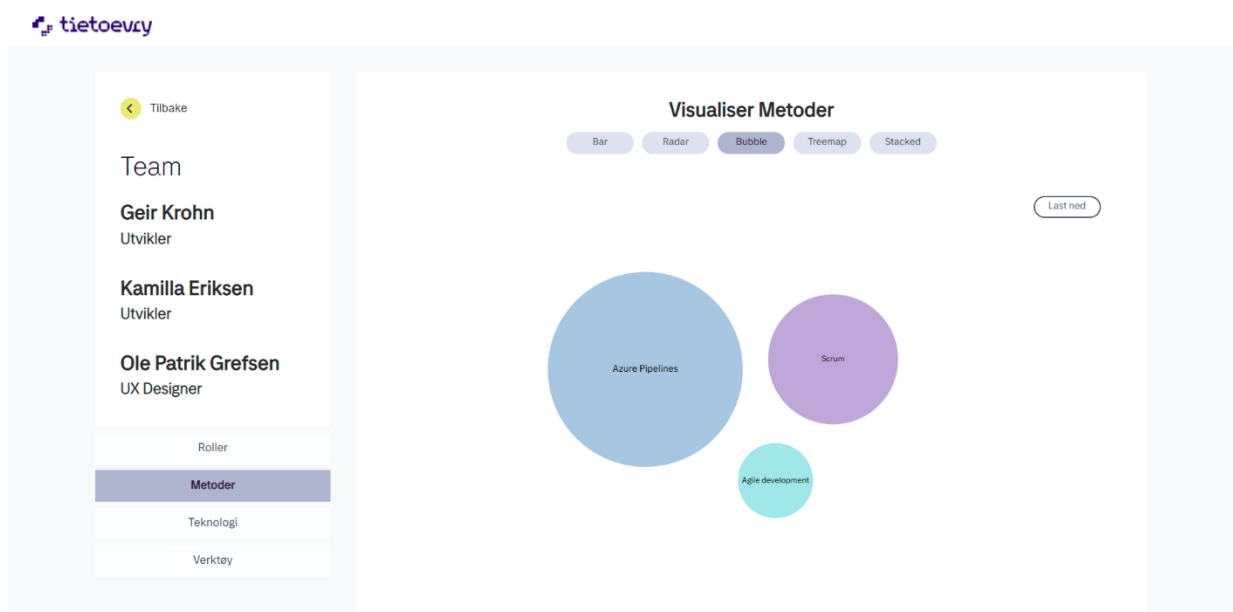 tietoevry
Tilbake
Team
Geir Krohn
Utvikler
Kamilla Eriksen
Utvikler
Ole Patrik Grefsen
UX Designer
Roller
Metoder
Teknologi
Verktøy
Visualiser Metoder
Bar Radar Bubble Treemap Stacked
Last ned
Azure Pipelines
Scrum
Agile development